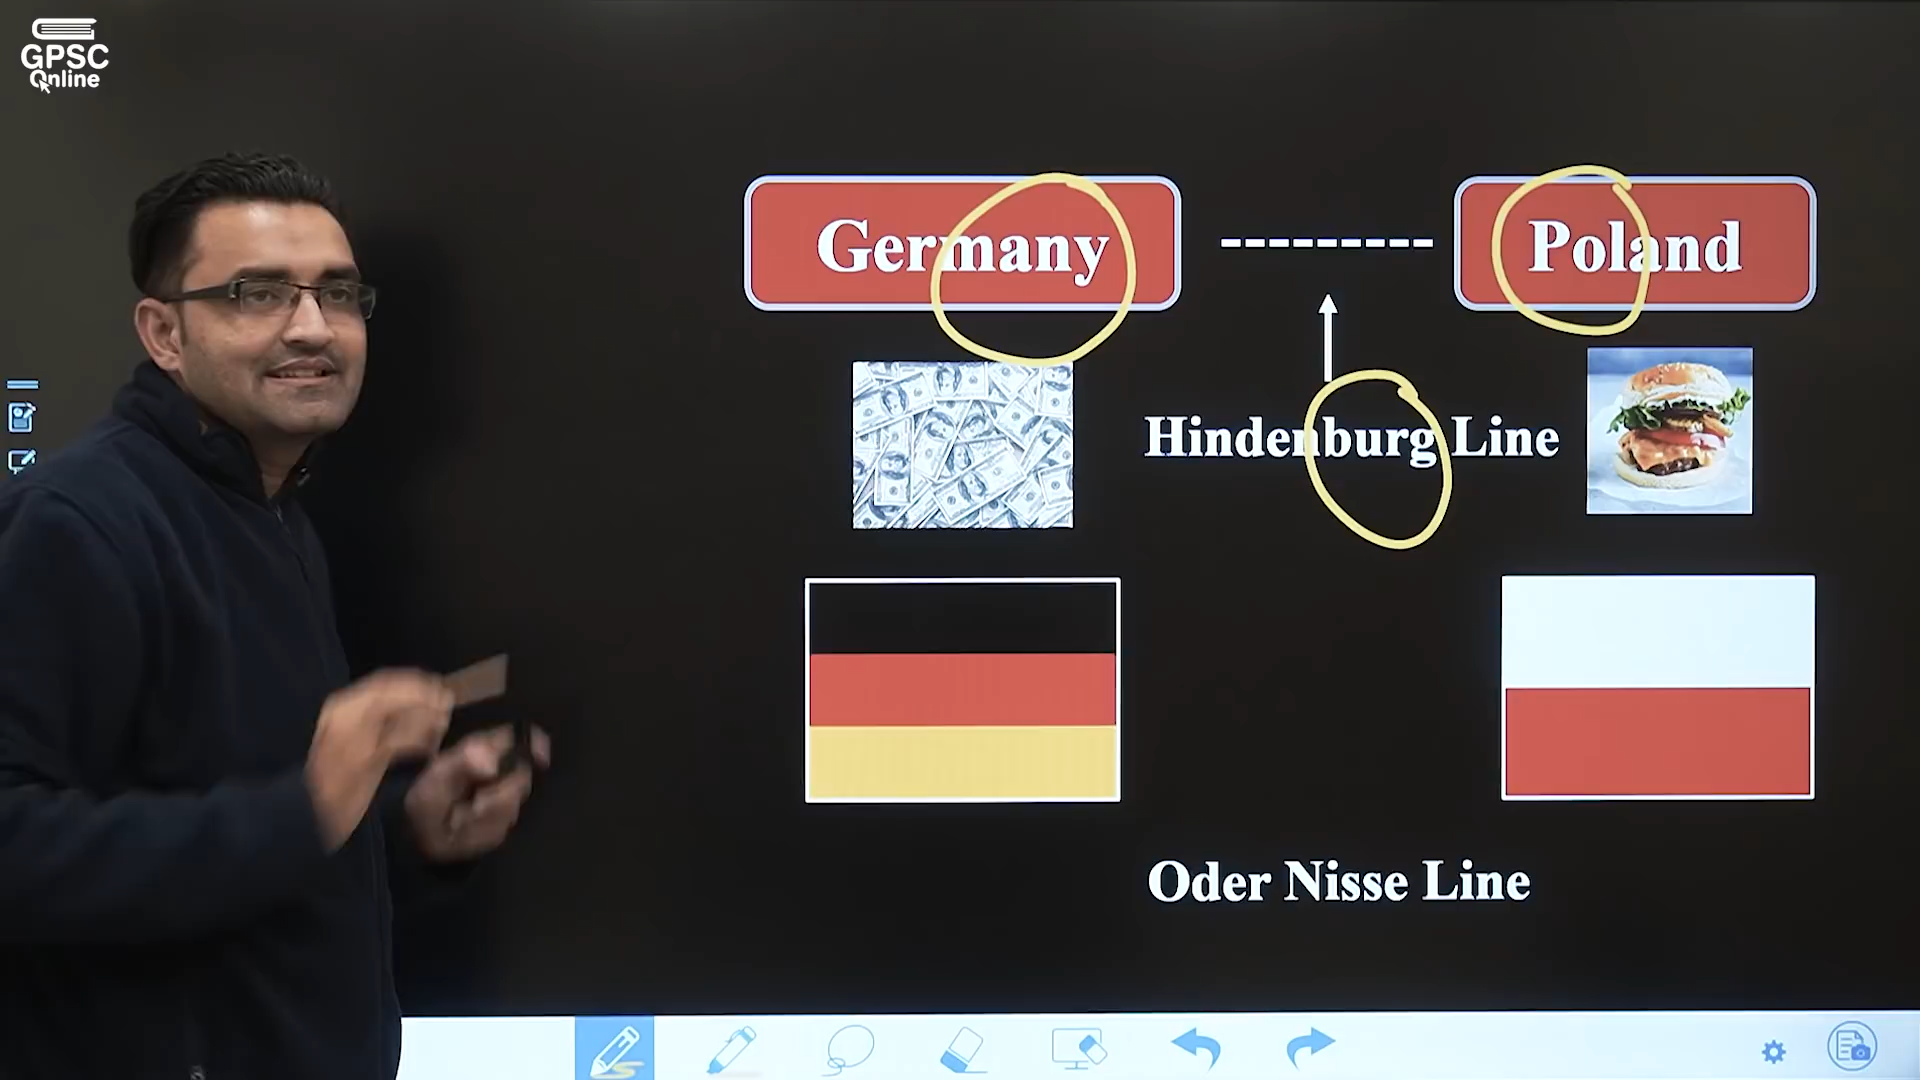 GPSC
Online
Germany
Poland
Hindenburg Line
Oder Nisse Line